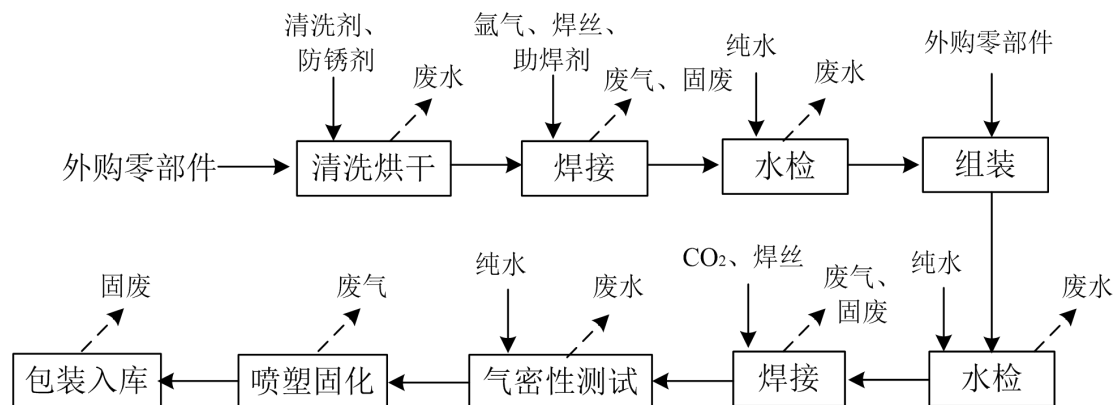 清洗剂、
防锈剂
废水
氩气、焊丝、
助焊剂
废气、固废
纯水
废水
外购零部件
外购零部件
清洗烘干
焊接
水检
组装
固废
废气
纯水
废水
CO₂、焊丝
废气、
固废
纯水
废水
包装入库
喷塑固化
气密性测试
焊接
水检